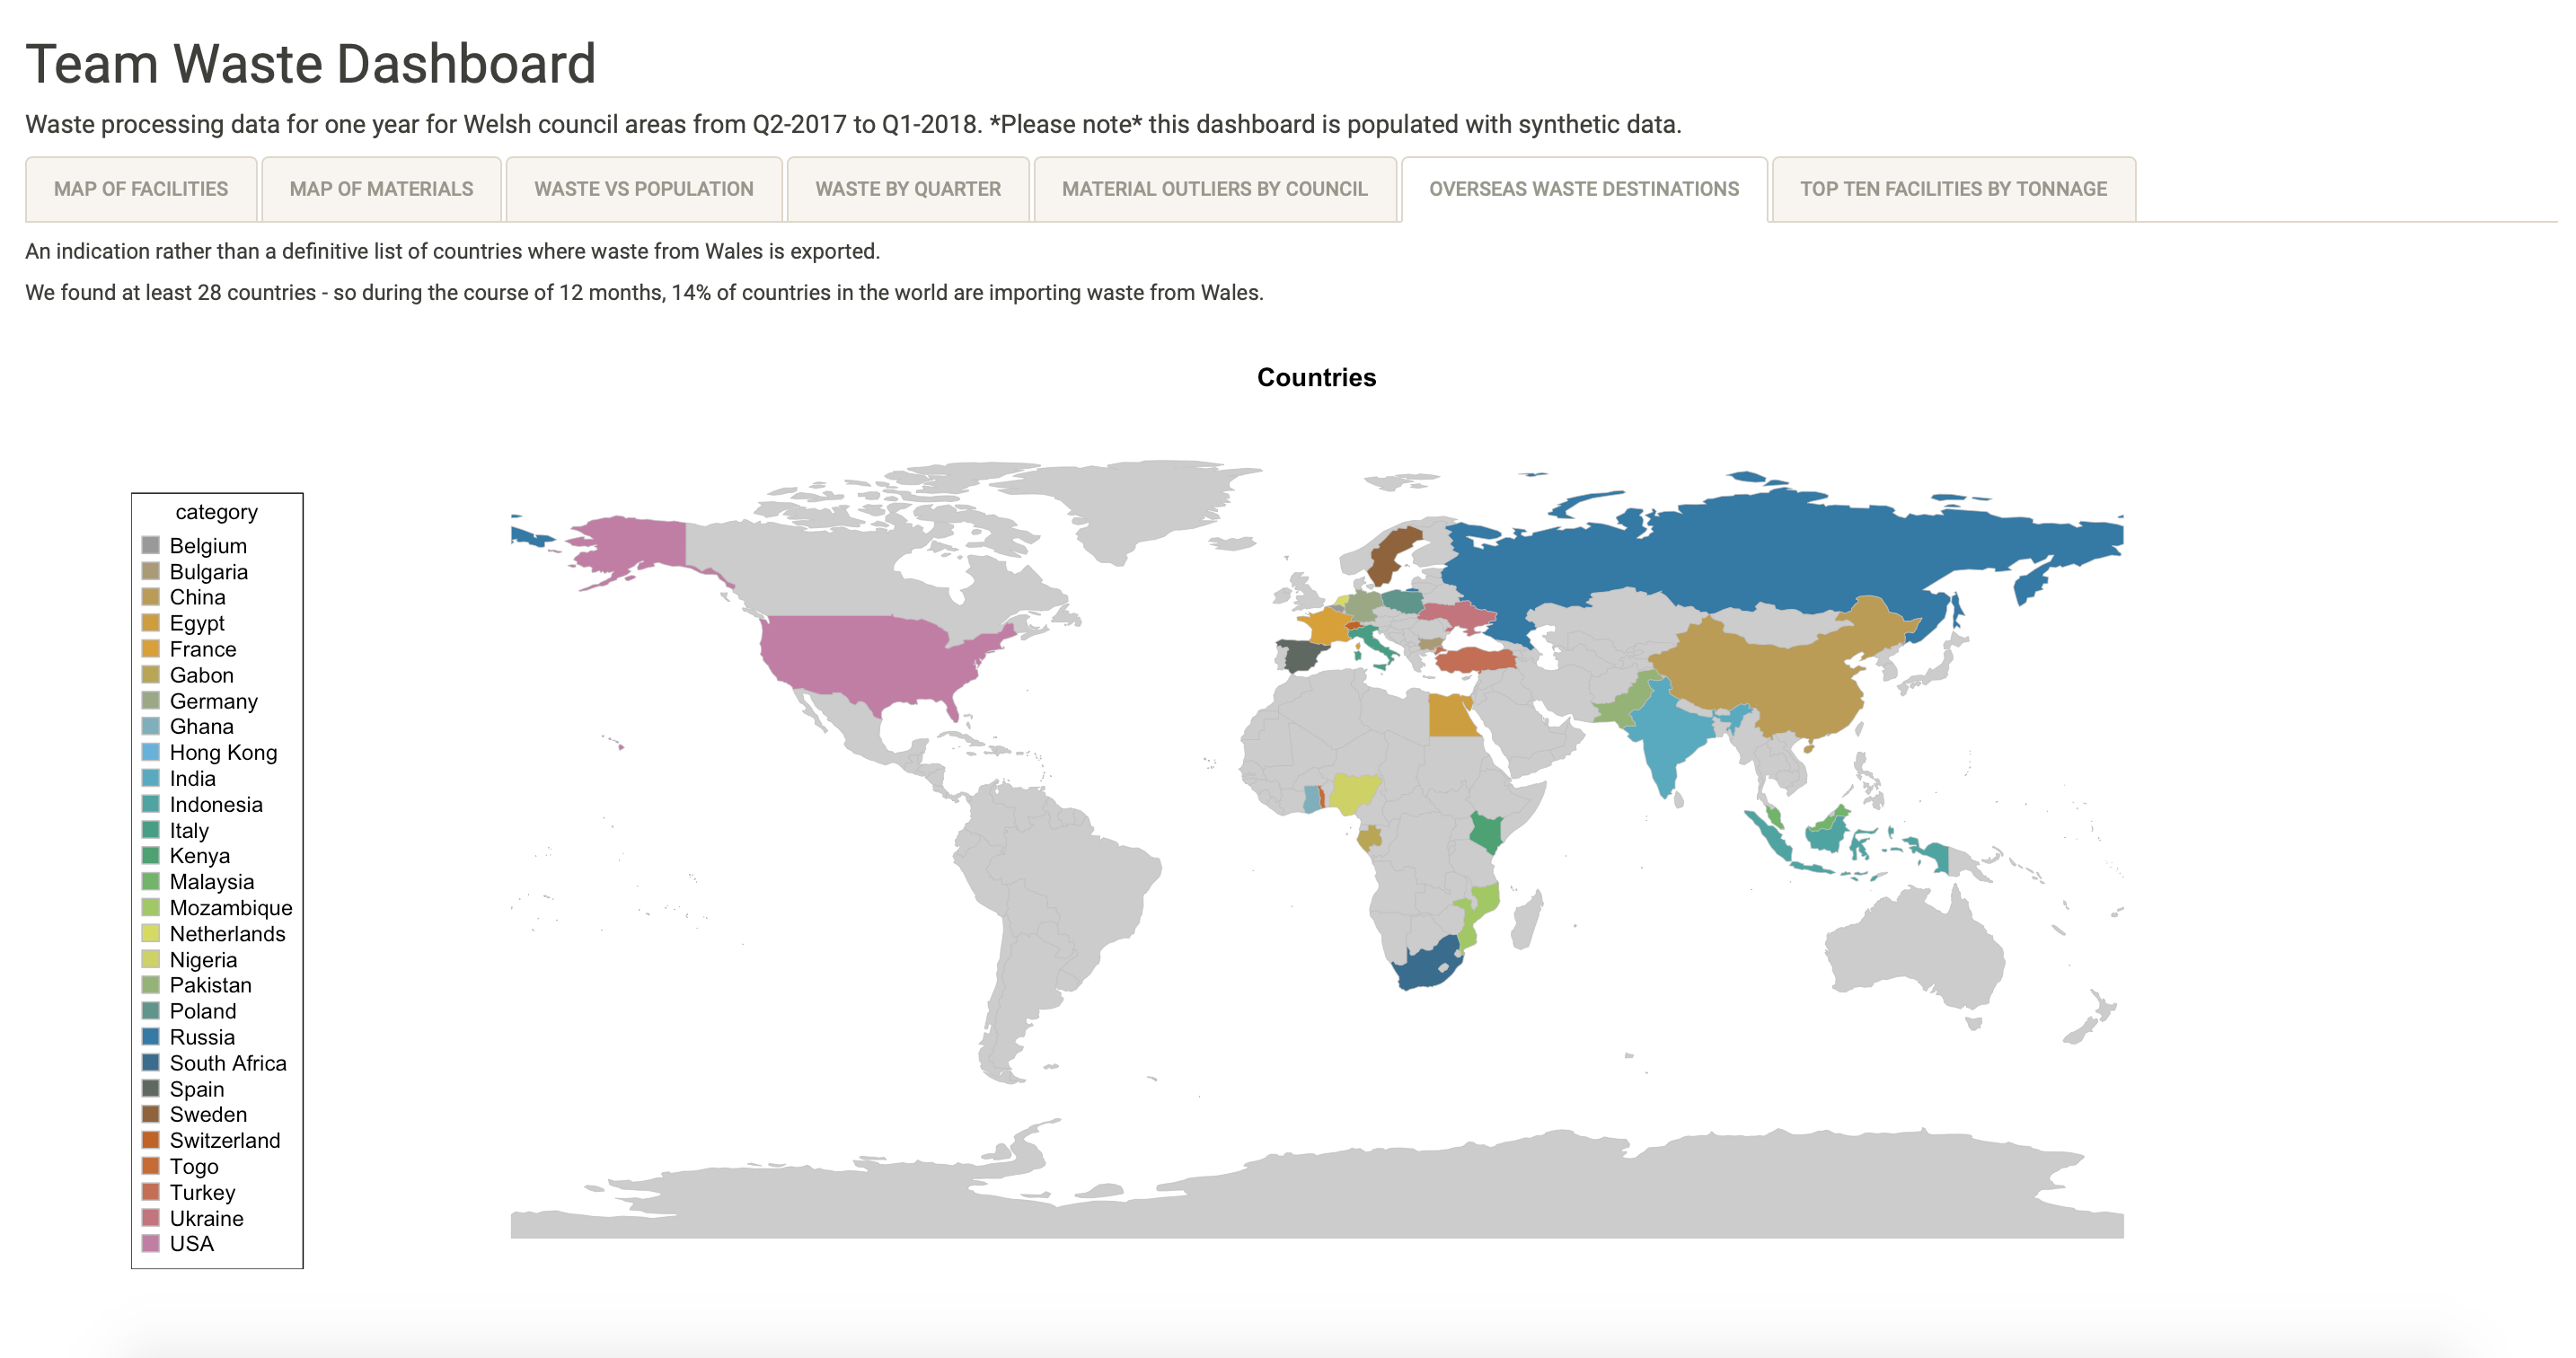 Team Waste Dashboard
Waste processing data for one year for Welsh council areas from Q2-2017 to Q1-2018. *Please note* this dashboard is populated with synthetic data.
MAP OF FACILITIES
MAP OF MATERIALS
WASTE VS POPULATION
WASTE BY QUARTER
MATERIAL OUTLIERS BY COUNCIL
OVERSEAS WASTE DESTINATIONS
TOP TEN FACILITIES BY TONNAGE
An indication rather than a definitive list of countries where waste from Wales is exported.
We found at least 28 countries - so during the course of 12 months, 14% of countries in the world are importing waste from Wales.
Countries
category
Belgium
Bulgaria
China
Egypt
France
Gabon
Germany
Ghana
Hong Kong
India
Indonesia
Italy
Kenya
Malaysia
Mozambique
Netherlands
Nigeria
Pakistan
Poland
Russia
South Africa
Spain
Sweden
Switzerland
Togo
Turkey
Ukraine
USA